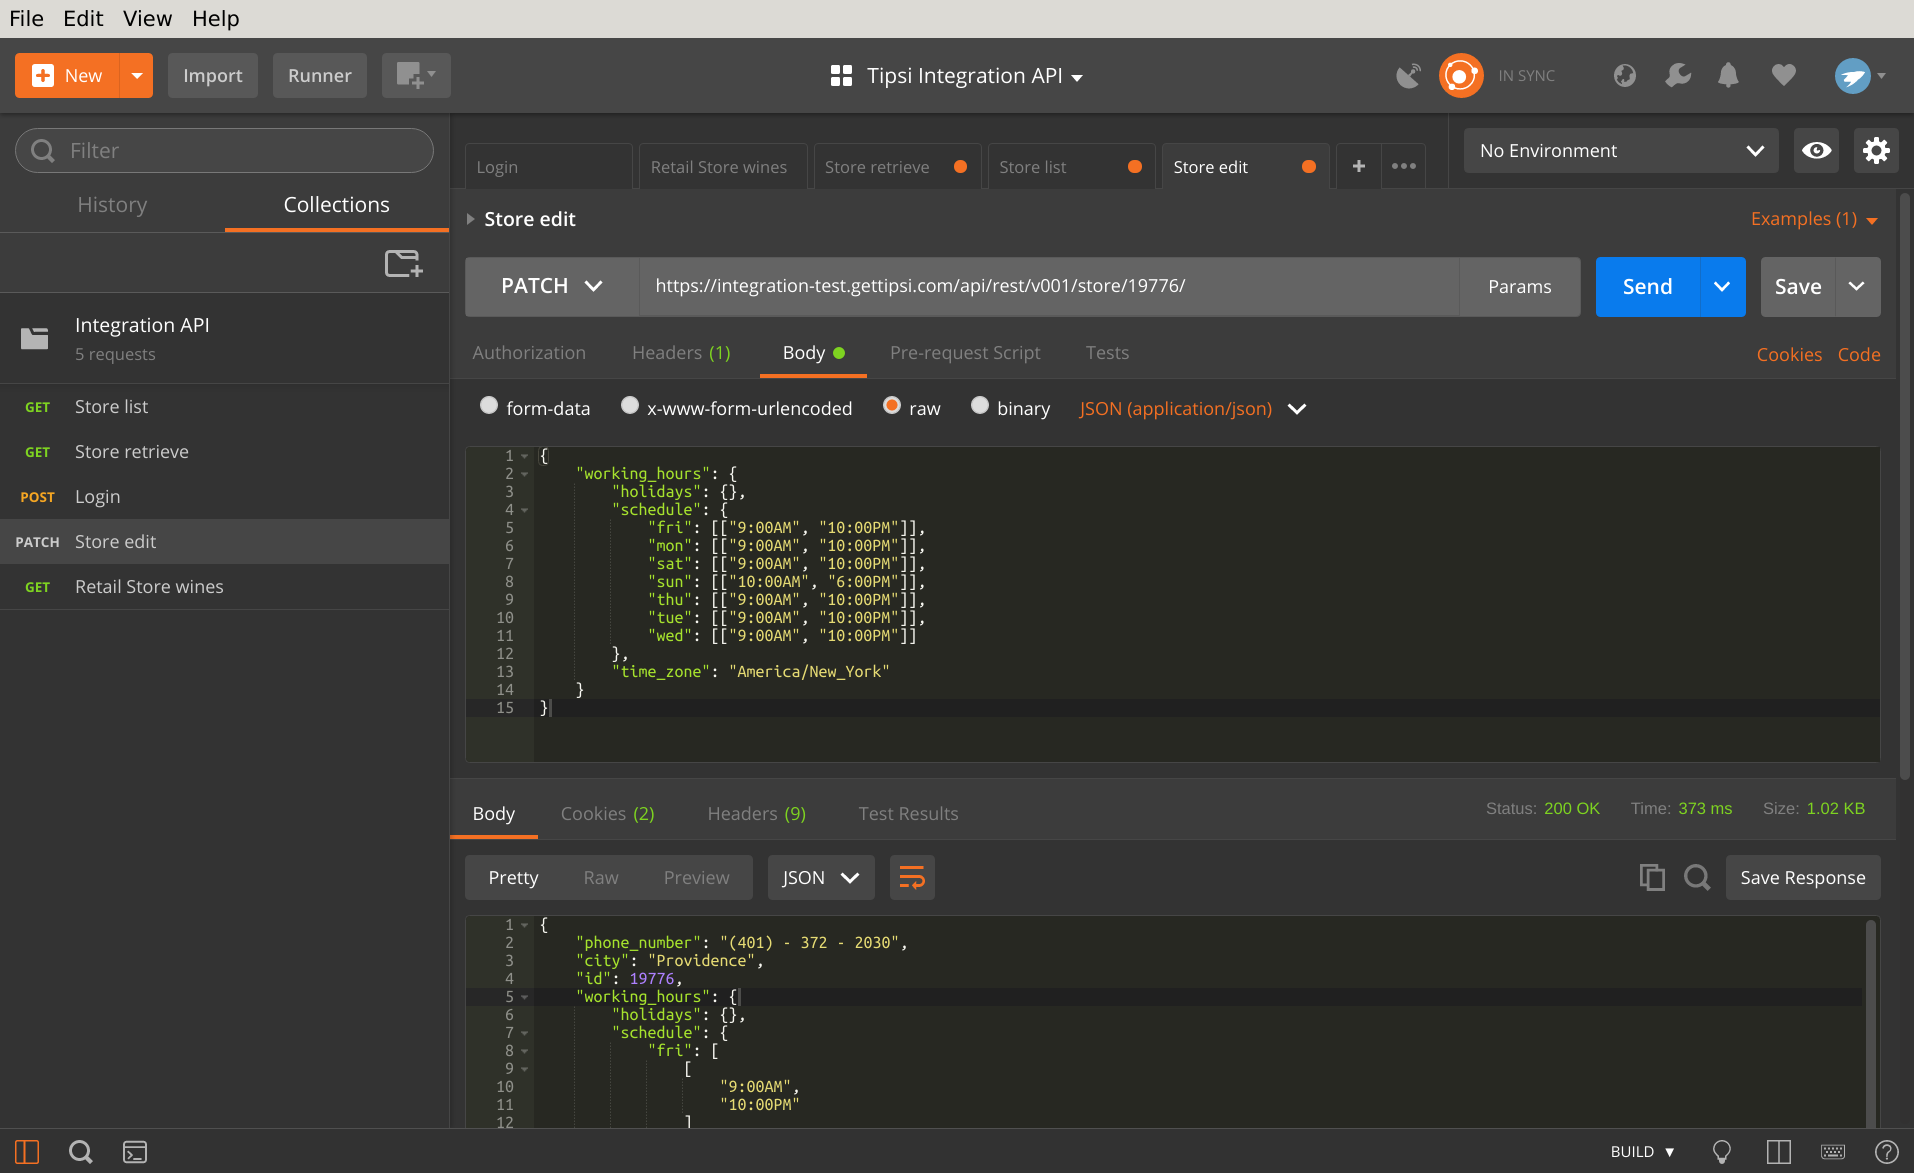 File Edit View Help
New Import Runner Tipsi Integration API IN SYNC
Filter
History Collections
Integration API
5 requests
GET Store list
GET Store retrieve
POST Login
PATCH Store edit
GET Retail Store wines
Login Retail Store wines Store retrieve Store list Store edit + •••
No Environment
Store edit Examples (1)
PATCH https://integration-test.gettipsi.com/api/rest/v001/store/19776/ Params Send Save
Authorization Headers (1) Body Pre-request Script Tests Cookies Code
form-data x-www-form-urlencoded raw binary JSON (application/json)
1 {
2 "working_hours": {
3 "holidays": {},
4 "schedule": {
5 "fri": [["9:00AM", "10:00PM"]],
6 "mon": [["9:00AM", "10:00PM"]],
7 "sat": [["9:00AM", "10:00PM"]],
8 "sun": [["10:00AM", "6:00PM"]],
9 "thu": [["9:00AM", "10:00PM"]],
10 "tue": [["9:00AM", "10:00PM"]],
11 "wed": [["9:00AM", "10:00PM"]]
12 },
13 "time_zone": "America/New_York"
14 }
15 }
Body Cookies (2) Headers (9) Test Results Status: 200 OK Time: 373 ms Size: 1.02 KB
Pretty Raw Preview JSON Save Response
1 {
2 "phone_number": "(401) - 372 - 2030",
3 "city": "Providence",
4 "id": 19776,
5 "working_hours": {
6 "holidays": {},
7 "schedule": {
8 "fri": [
9 [
10 "9:00AM",
11 "10:00PM"
12 ]
BUILD